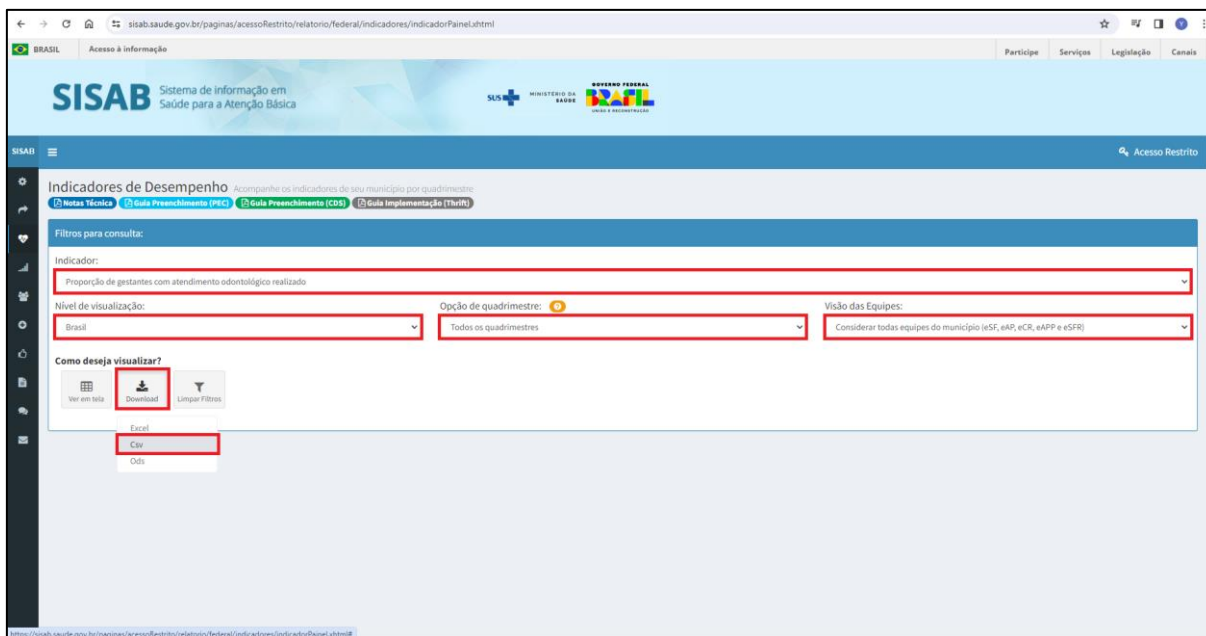 sisab.saude.gov.br/paginas/acessoRestrito/relatorio/federal/indicadores/indicadorPainel.xhtml
BRASIL Acesso à informação Participe Serviços Legislação Canais
SISAB Sistema de informação em
Saúde para a Atenção Básica
SUS MINISTÉRIO DA
SAÚDE
GOVERNO FEDERAL
BRASIL
UNIÃO E RECONSTRUÇÃO
SISAB Acesso Restrito
Indicadores de Desempenho Acompanhe os indicadores de seu município por quadrimestre
Notas Técnica Guia Preenchimento (PEC) Guia Preenchimento (CDS) Guia Implementação (Thrift)
Filtros para consulta:
Indicador:
Proporção de gestantes com atendimento odontológico realizado
Nível de visualização: Opção de quadrimestre: Visão das Equipes:
Brasil Todos os quadrimestres Considerar todas equipes do município (eSF, eAP, eCR, eAPP e eSFR)
Como deseja visualizar?
Ver em tela Download Limpar Filtros
Excel
Csv
Ods
https://sisab.saude.gov.br/paginas/acessoRestrito/relatorio/federal/indicadores/indicadorPainel.xhtml#